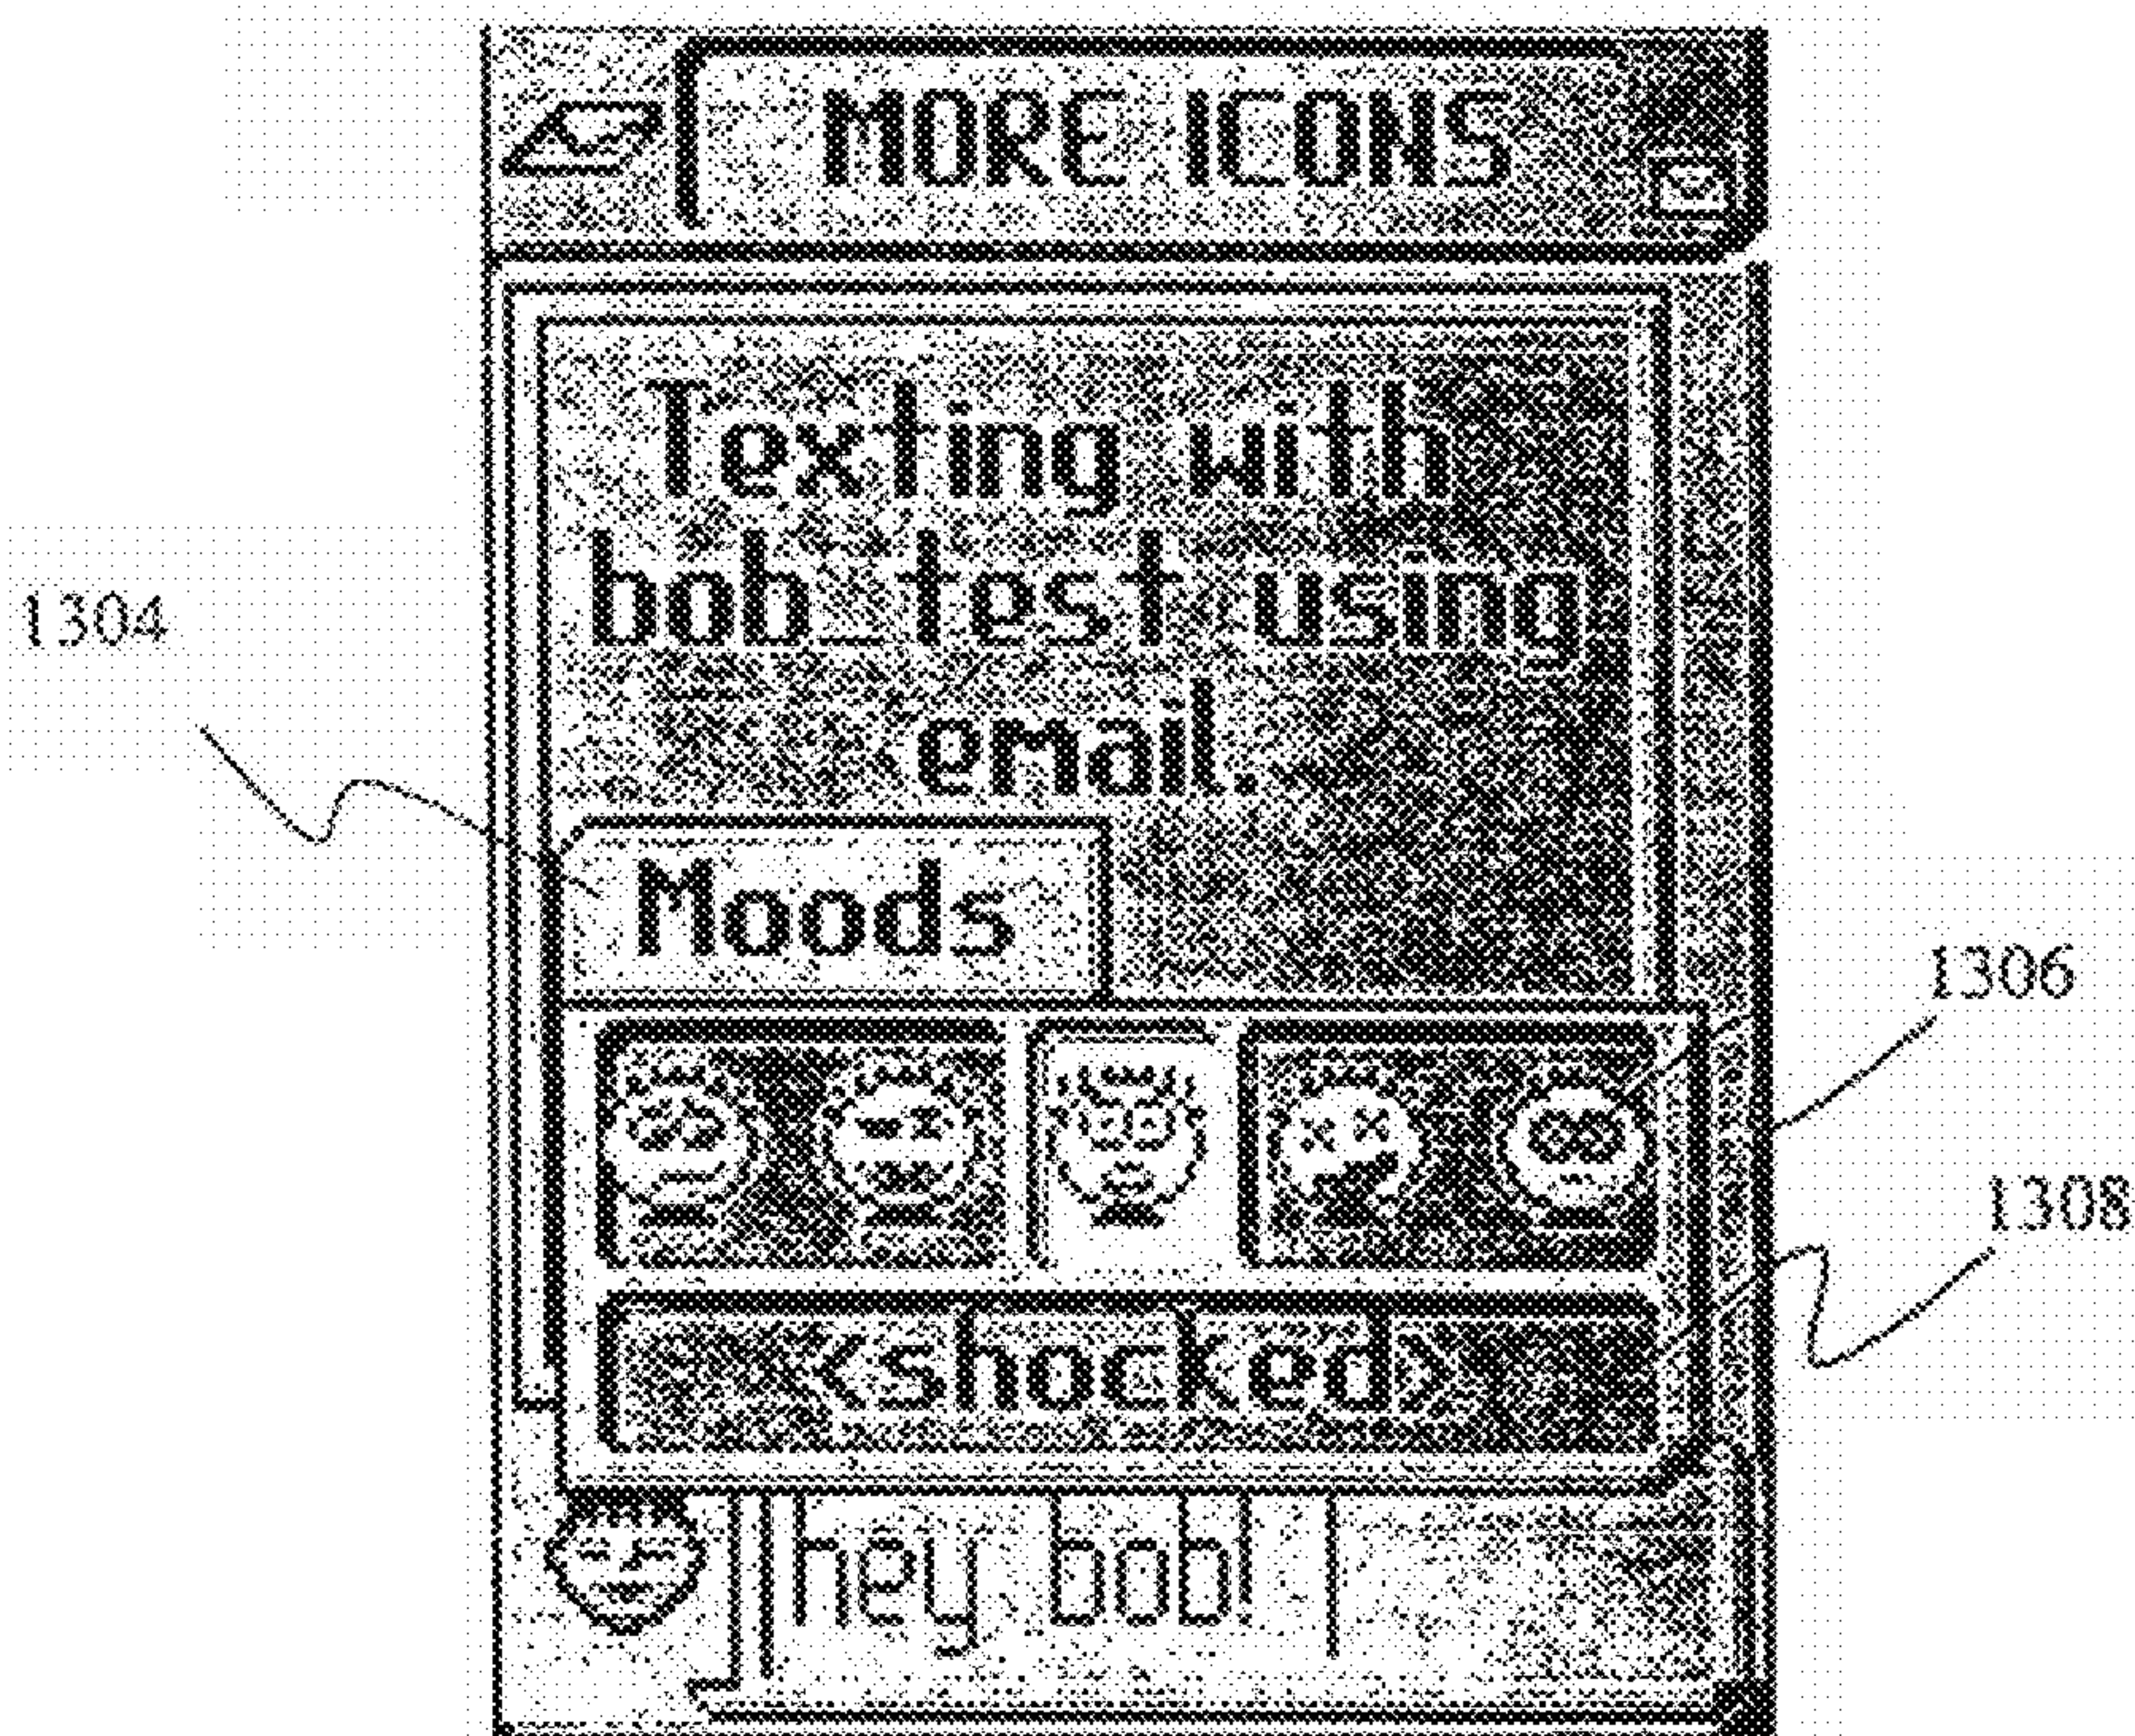 MORE ICONS
Texting with
bob_test using
email.
1304
Moods
1306
1308
<shocked>
hey bob!